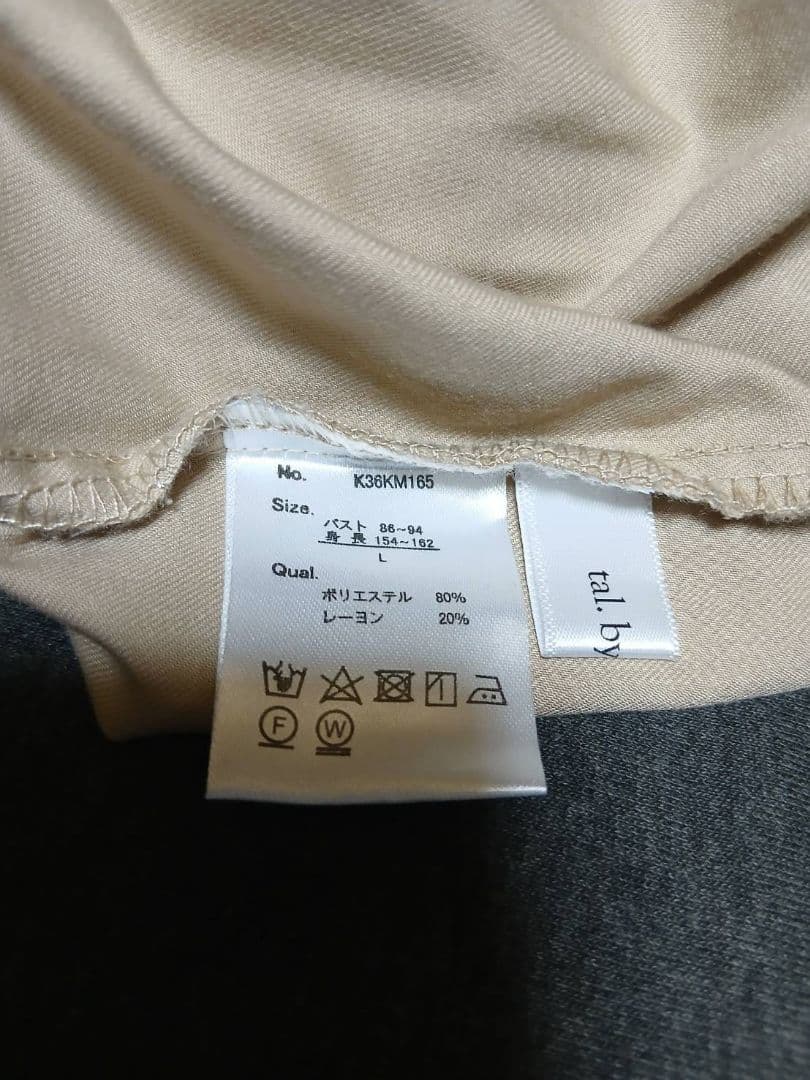 No. K36KM165
Size.
バスト 86~94
身長 154~162
L
Qual.
ポリエステル 80%
レーヨン 20%
F W
tal. by